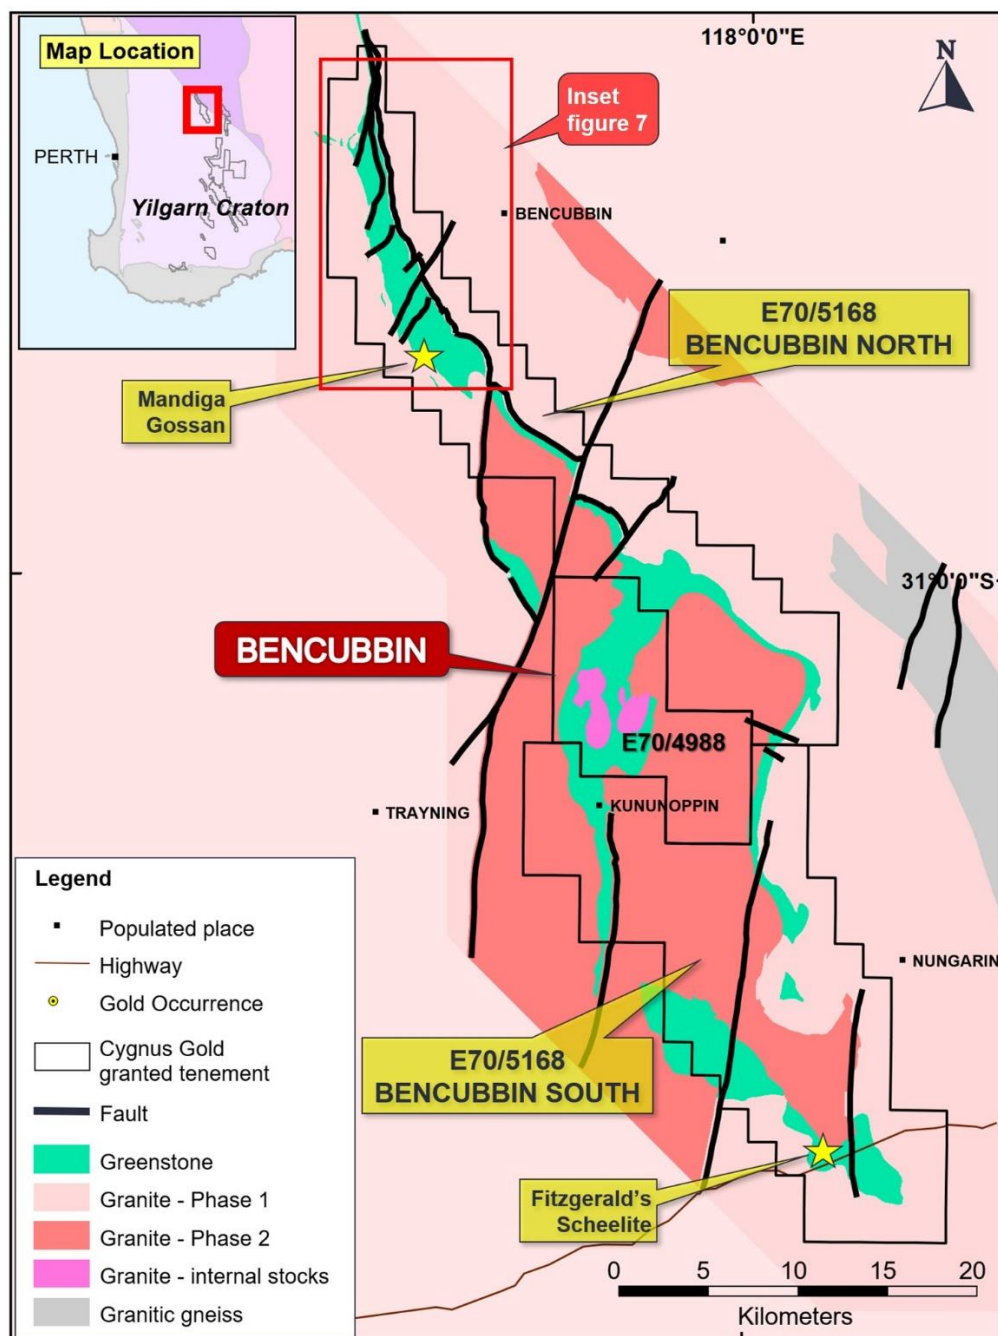 Map Location
PERTH
Yilgarn Craton
118°0'0"E
N
Inset
figure 7
BENCUBBIN
E70/5168
BENCUBBIN NORTH
Mandiga
Gossan
31°0'0"S
BENCUBBIN
E70/4988
KUNUNOPPIN
TRAYNING
NUNGARIN
E70/5168
BENCUBBIN SOUTH
Fitzgerald's
Scheelite
Legend
Populated place
Highway
Gold Occurrence
Cygnus Gold
granted tenement
Fault
Greenstone
Granite - Phase 1
Granite - Phase 2
Granite - internal stocks
Granitic gneiss
0 5 10 15 20
Kilometers